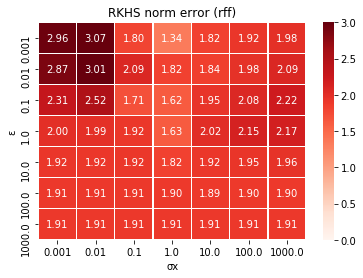 RKHS norm error (rff)
0.001 2.96 3.07 1.80 1.34 1.82 1.92 1.98
0.01 2.87 3.01 2.09 1.82 1.84 1.98 2.09
0.1 2.31 2.52 1.71 1.62 1.95 2.08 2.22
1.0 2.00 1.99 1.92 1.63 2.02 2.15 2.17
10.0 1.92 1.92 1.92 1.82 1.92 1.95 1.96
100.0 1.91 1.91 1.91 1.91 1.89 1.90 1.90
1000.0 1.91 1.91 1.91 1.91 1.91 1.91 1.91
0.001 0.01 0.1 1.0 10.0 100.0 1000.0
σx
ε
3.0
2.5
2.0
1.5
1.0
0.5
0.0